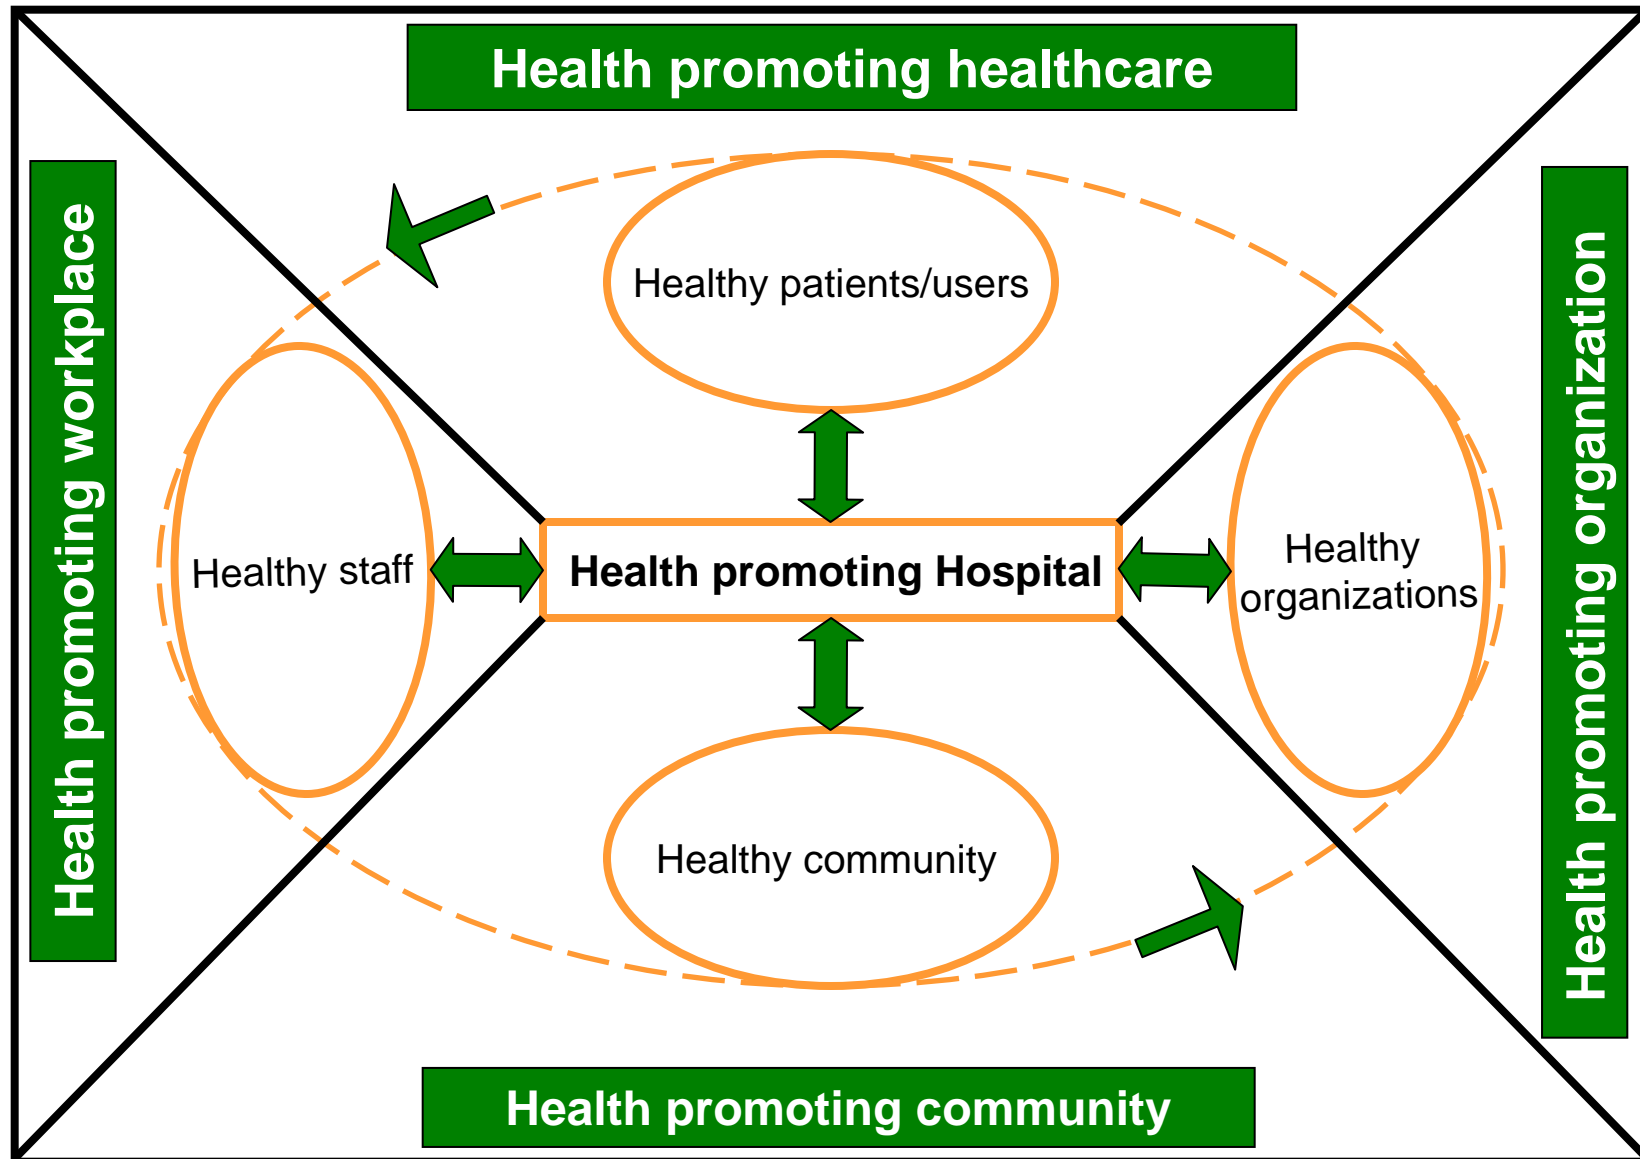 Health promoting healthcare
Health promoting workplace
Healthy patients/users
Health promoting organization
Healthy staff
Health promoting Hospital
Healthy
organizations
Healthy community
Health promoting community